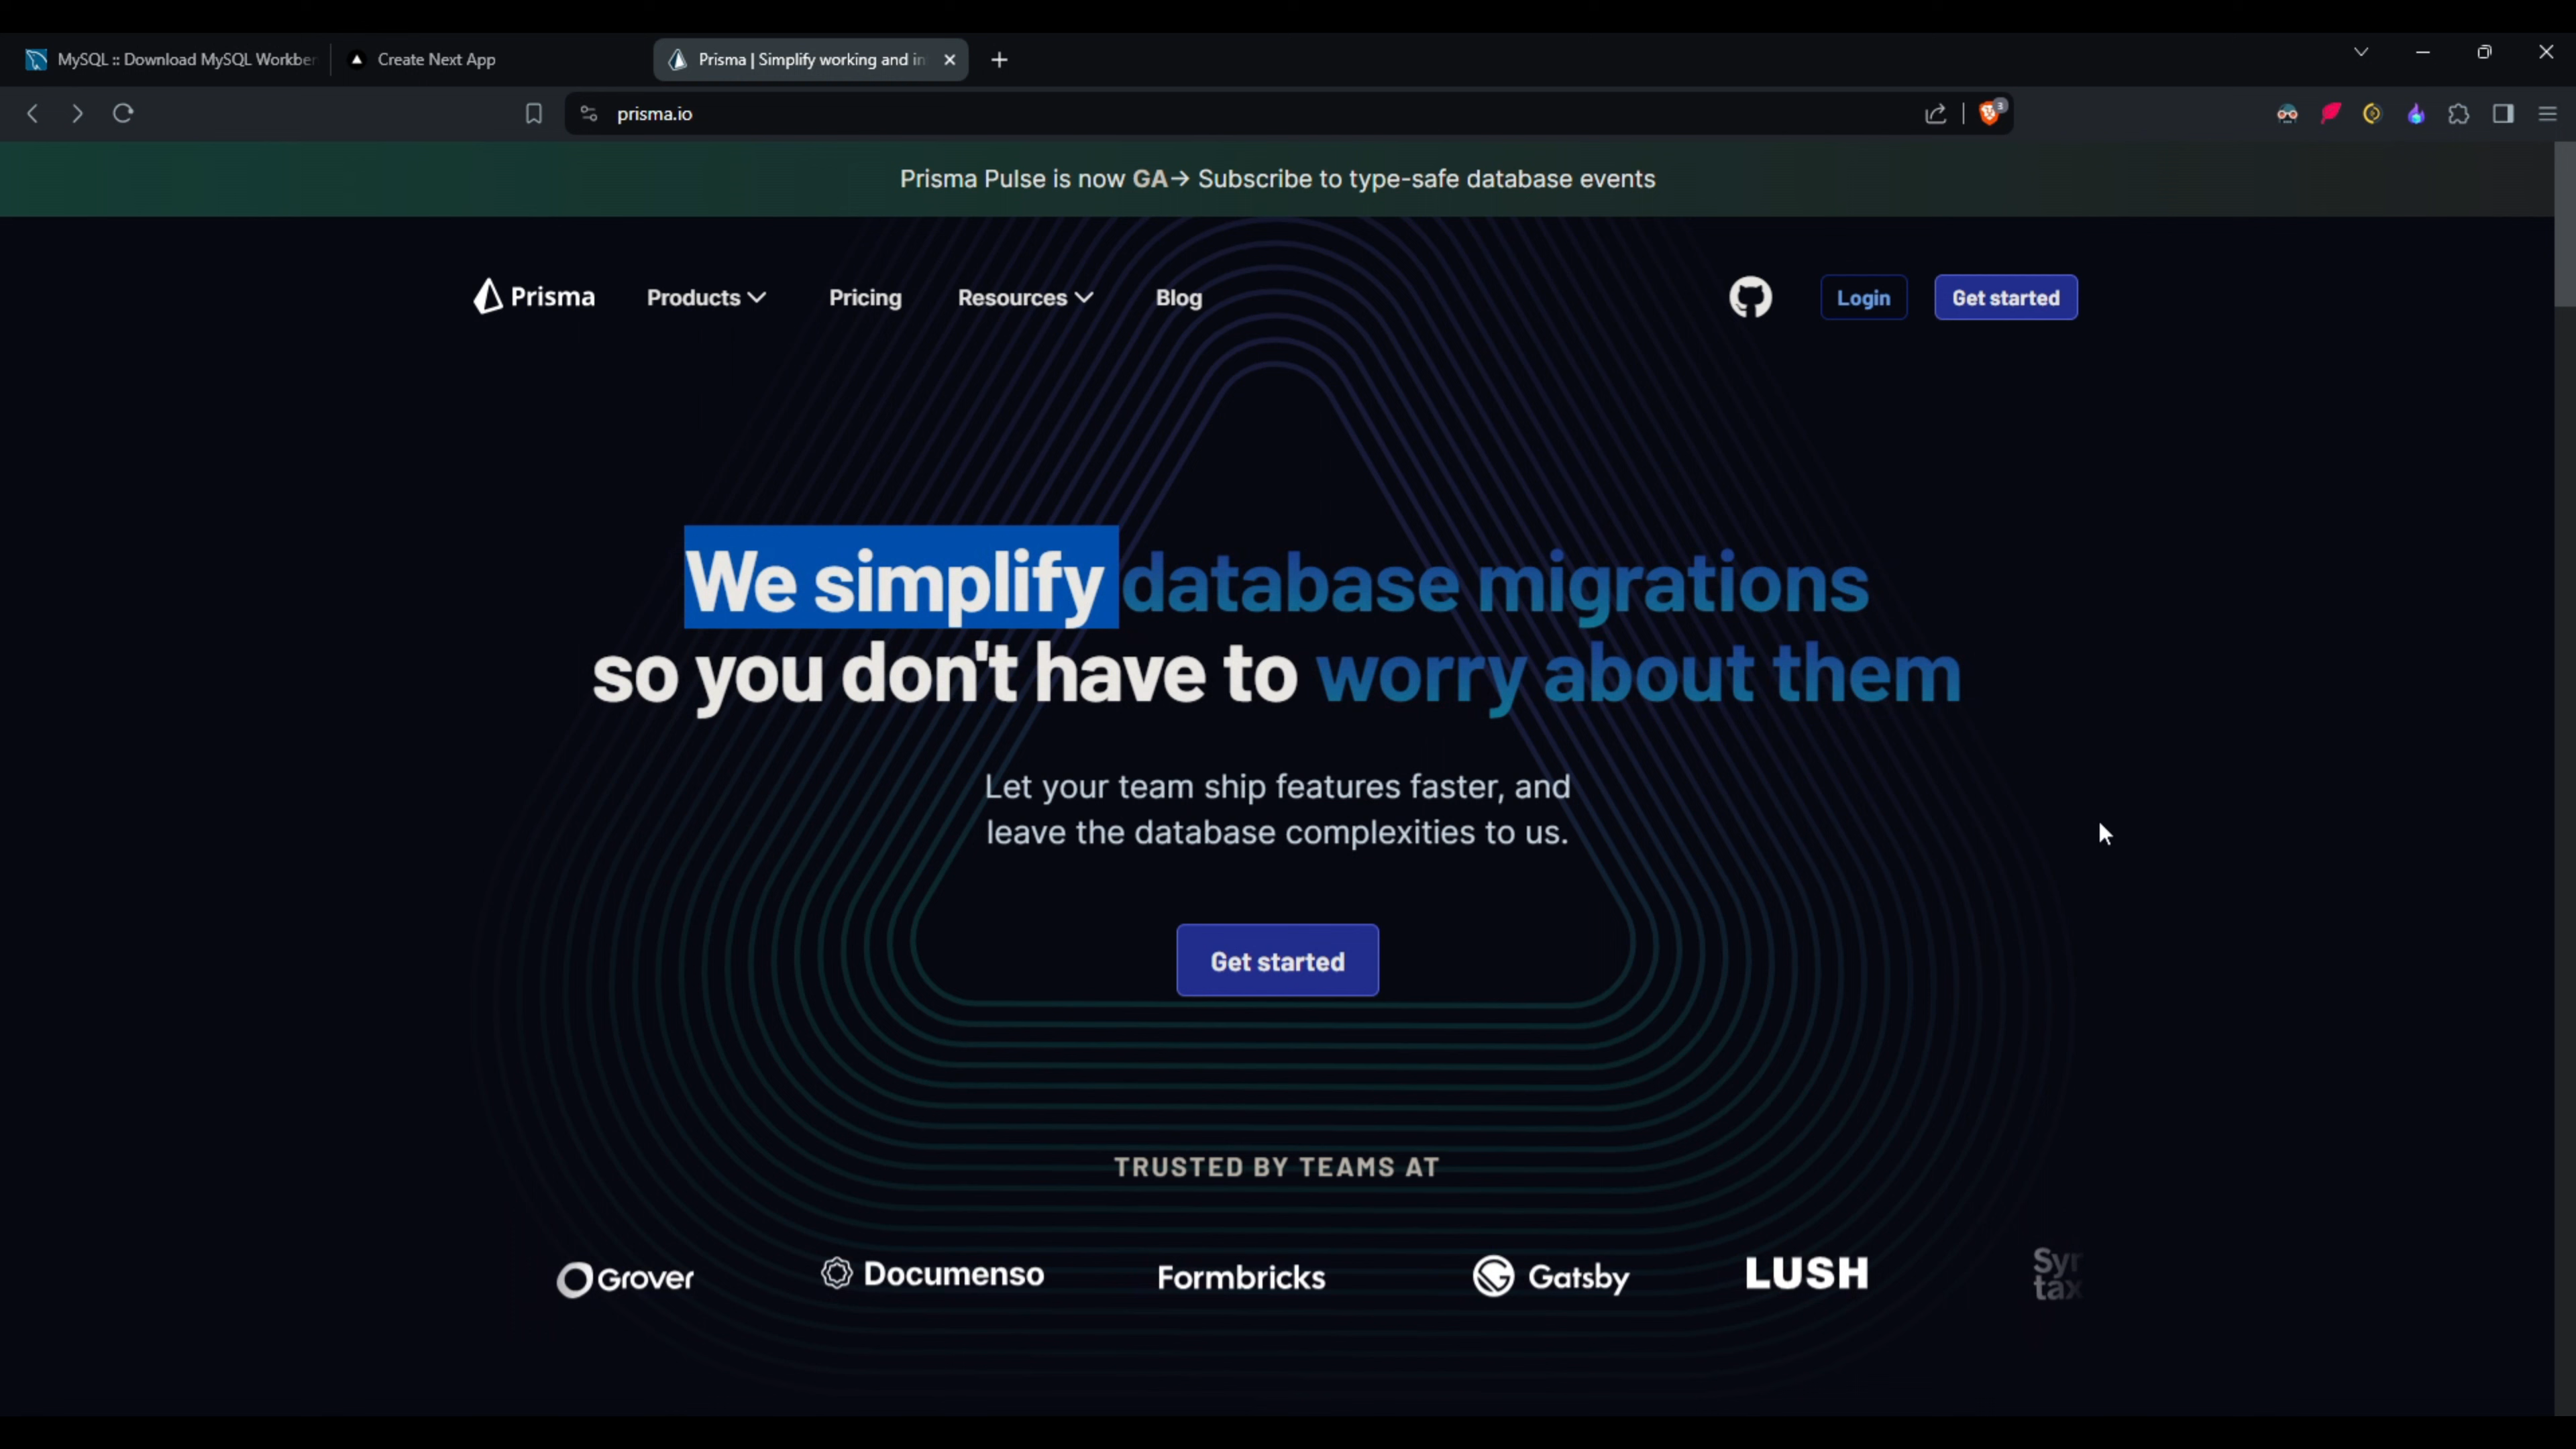 MySQL :: Download MySQL Workben
Create Next App
Prisma | Simplify working and in
prisma.io
3
Prisma Pulse is now GA→ Subscribe to type-safe database events
Prisma
Products
Pricing
Resources
Blog
Login
Get started
We simplify database migrations
so you don't have to worry about them
Let your team ship features faster, and
leave the database complexities to us.
Get started
TRUSTED BY TEAMS AT
Grover
Documenso
Formbricks
Gatsby
LUSH
Syn
tax